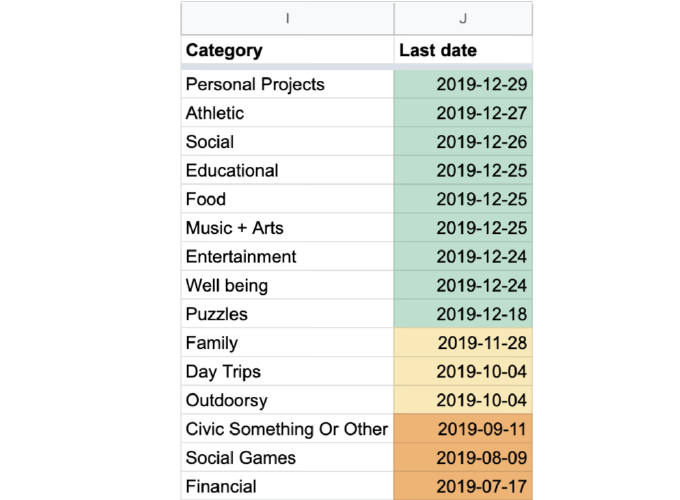 I J
Category Last date
Personal Projects 2019-12-29
Athletic 2019-12-27
Social 2019-12-26
Educational 2019-12-25
Food 2019-12-25
Music + Arts 2019-12-25
Entertainment 2019-12-24
Well being 2019-12-24
Puzzles 2019-12-18
Family 2019-11-28
Day Trips 2019-10-04
Outdoorsy 2019-10-04
Civic Something Or Other 2019-09-11
Social Games 2019-08-09
Financial 2019-07-17